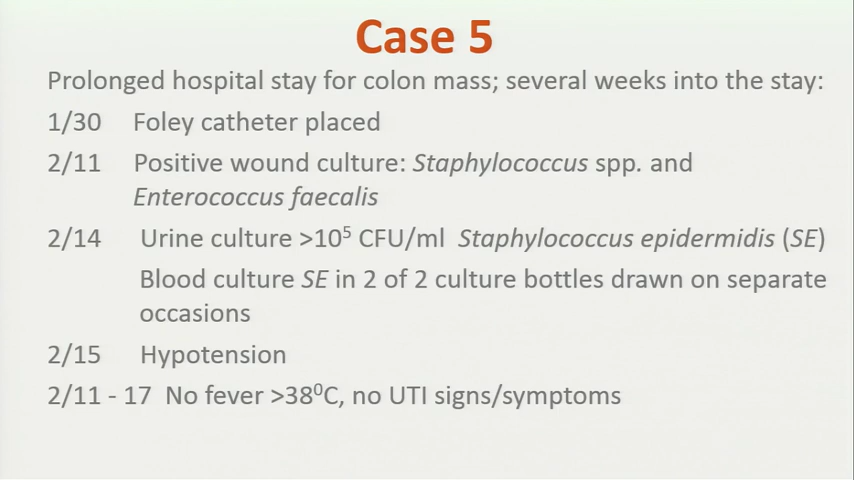 Case 5
Prolonged hospital stay for colon mass; several weeks into the stay:
1/30 Foley catheter placed
2/11 Positive wound culture: Staphylococcus spp. and
Enterococcus faecalis
2/14 Urine culture >10⁵ CFU/ml Staphylococcus epidermidis (SE)
Blood culture SE in 2 of 2 culture bottles drawn on separate
occasions
2/15 Hypotension
2/11 - 17 No fever >38⁰C, no UTI signs/symptoms